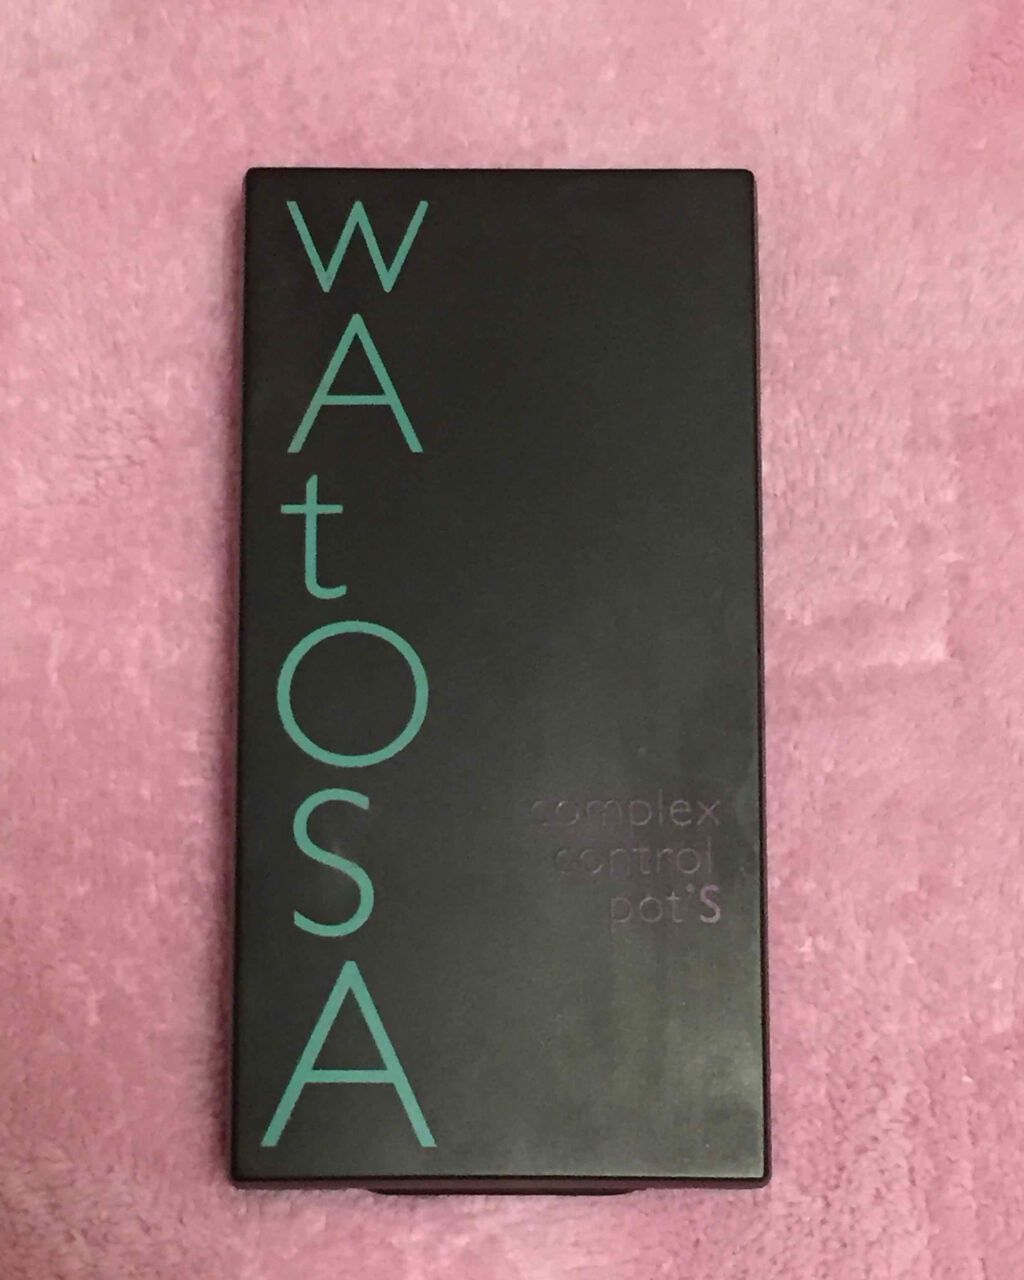 wAtOSA
complex
control
pot'S